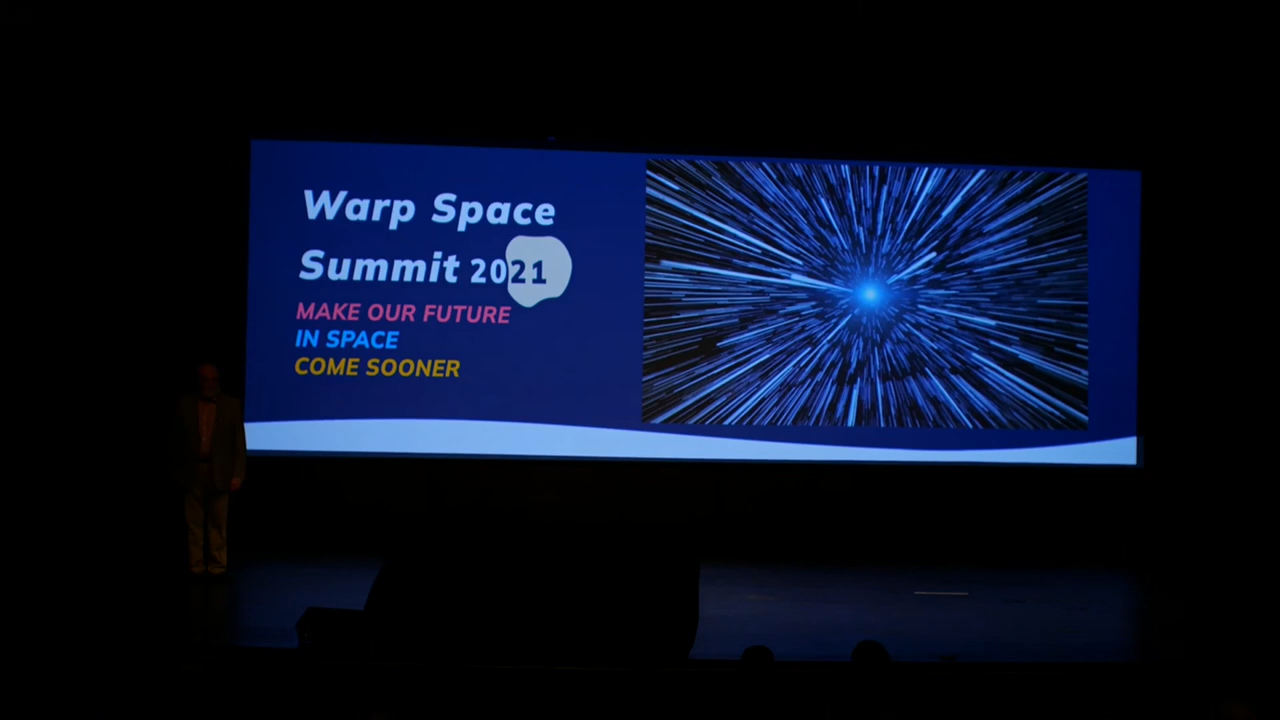 Warp Space
Summit 2021
MAKE OUR FUTURE
IN SPACE
COME SOONER